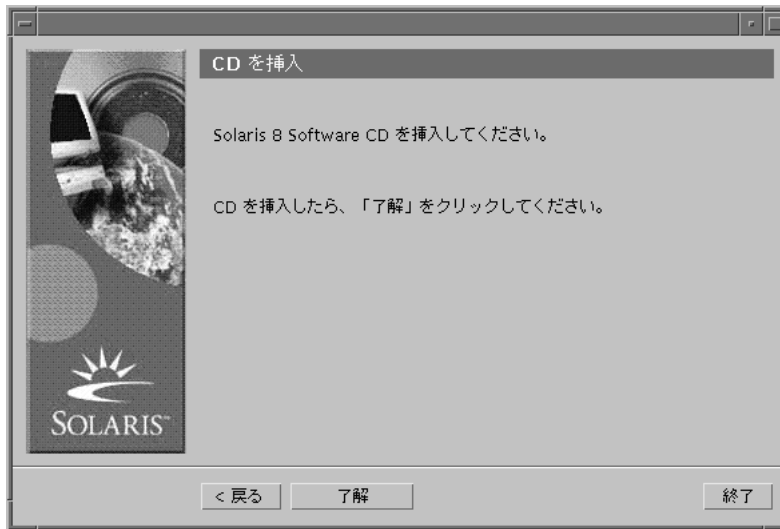 CD を挿入
Solaris 8 Software CD を挿入してください。
CD を挿入したら、「了解」をクリックしてください。
SOLARIS™
< 戻る
了解
終了